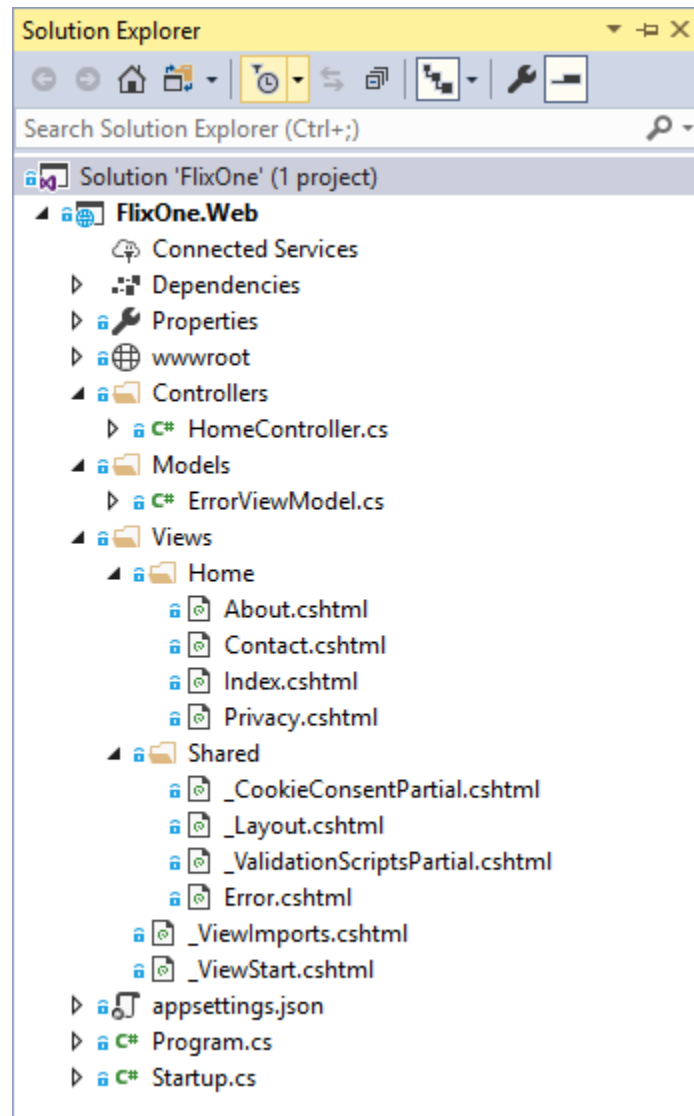 Solution Explorer
Search Solution Explorer (Ctrl+;)
Solution 'FlixOne' (1 project)
FlixOne.Web
Connected Services
Dependencies
Properties
wwwroot
Controllers
C# HomeController.cs
Models
C# ErrorViewModel.cs
Views
Home
About.cshtml
Contact.cshtml
Index.cshtml
Privacy.cshtml
Shared
_CookieConsentPartial.cshtml
_Layout.cshtml
_ValidationScriptsPartial.cshtml
Error.cshtml
_ViewImports.cshtml
_ViewStart.cshtml
appsettings.json
C# Program.cs
C# Startup.cs